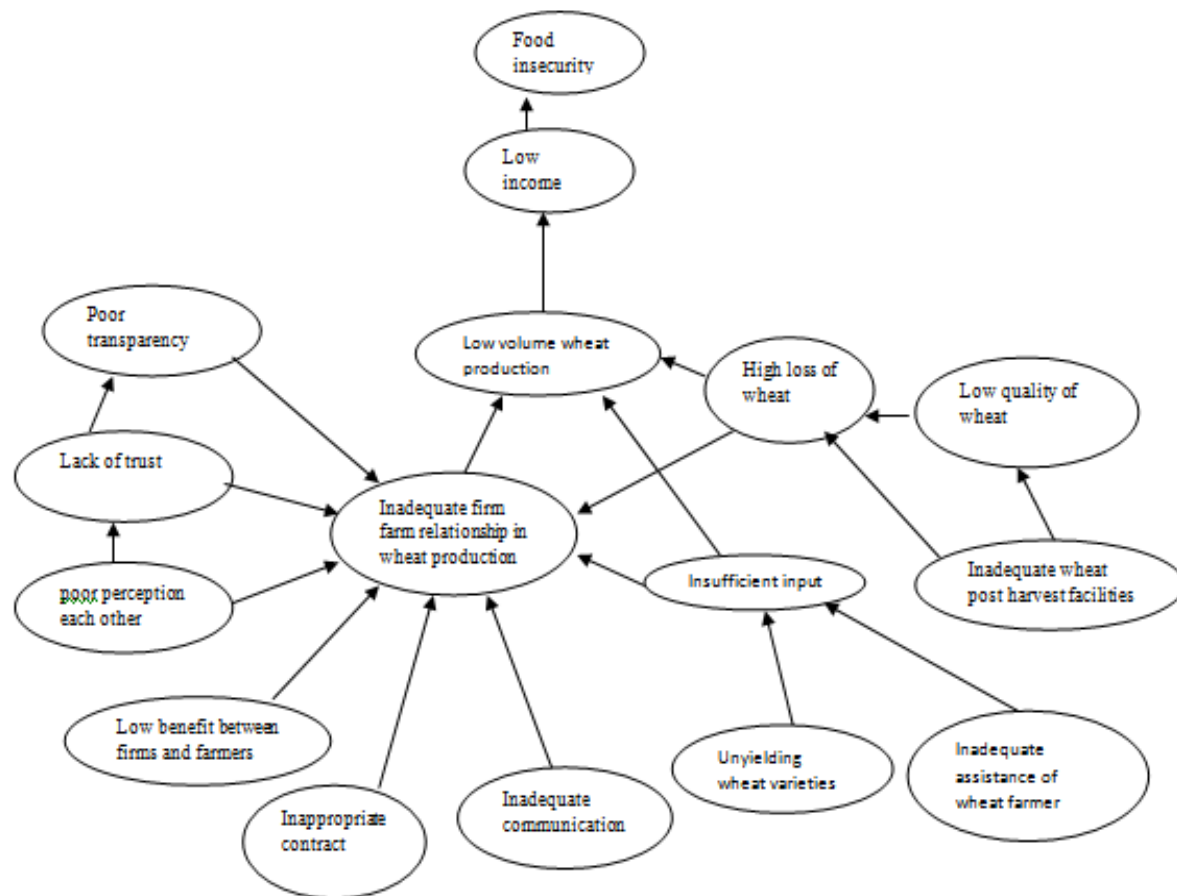 Food
insecurity
Low
income
Poor
transparency
Low volume wheat
production
High loss of
wheat
Low quality of
wheat
Lack of trust
Inadequate firm
farm relationship in
wheat production
poor perception
each other
Insufficient input
Inadequate wheat
post harvest facilities
Low benefit between
firms and farmers
Inappropriate
contract
Inadequate
communication
Unyielding
wheat varieties
Inadequate
assistance of
wheat farmer